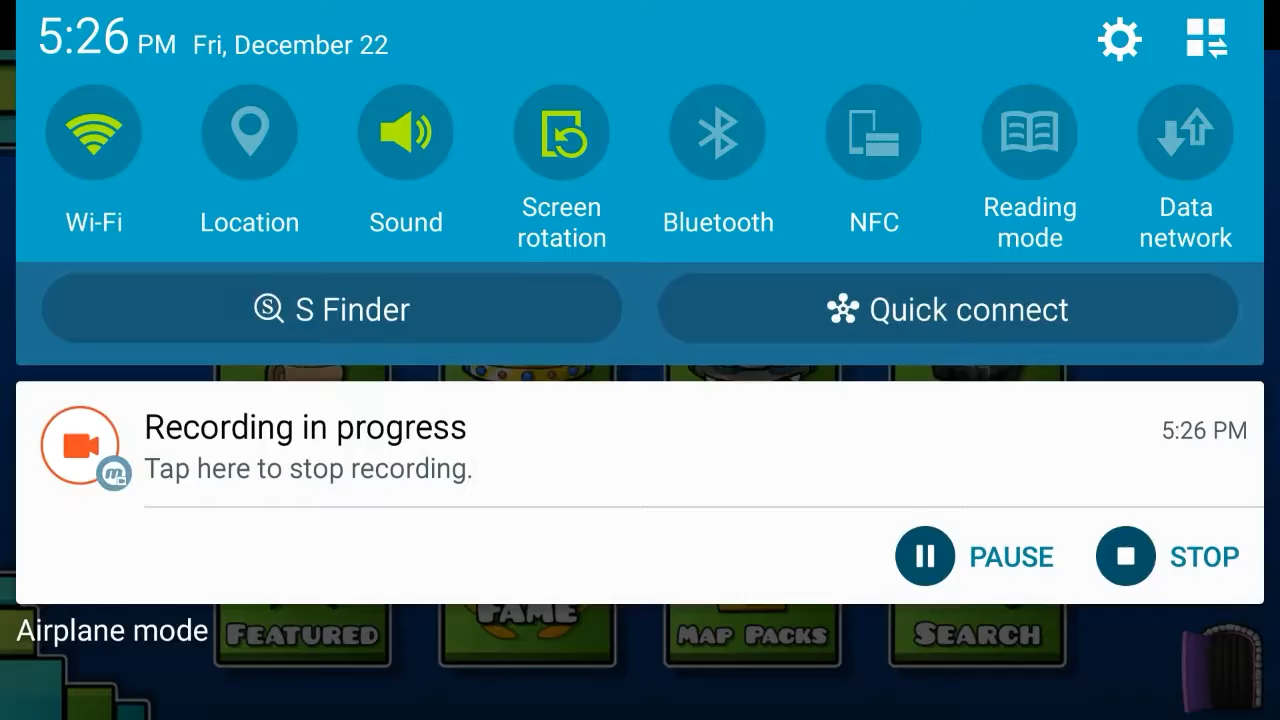 5:26 PM Fri, December 22
Wi-Fi
Location
Sound
Screen
rotation
Bluetooth
NFC
Reading
mode
Data
network
S Finder
Quick connect
Recording in progress
5:26 PM
Tap here to stop recording.
PAUSE
STOP
Airplane mode
FEATURED
FAME
MAP PACKS
SEARCH